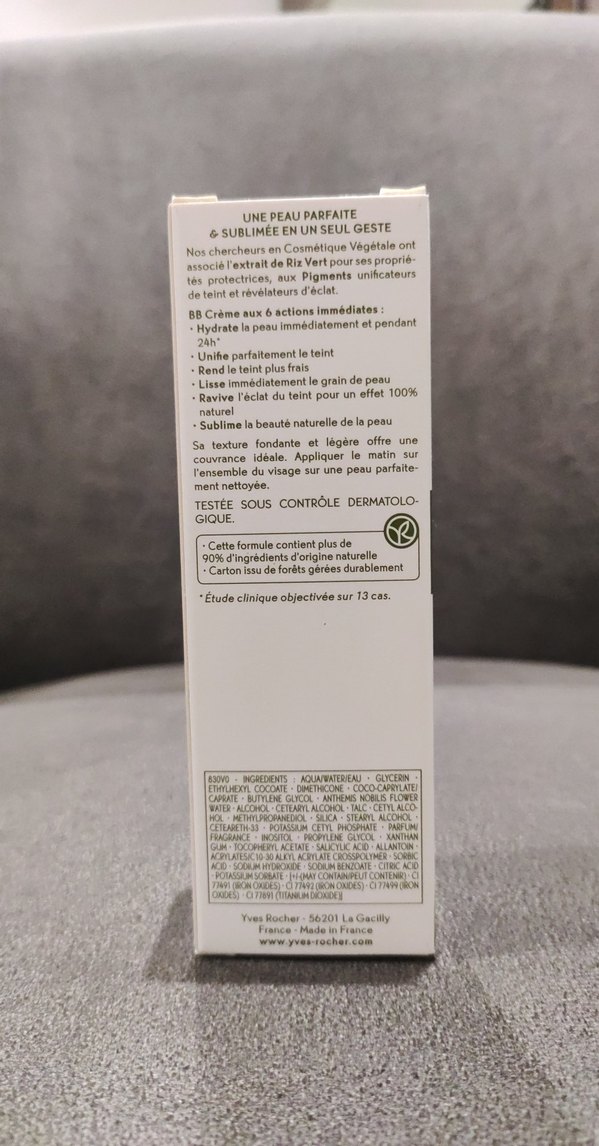 UNE PEAU PARFAITE
& SUBLIMÉE EN UN SEUL GESTE
Nos chercheurs en Cosmétique Végétale ont
associé l'extrait de Riz Vert pour ses proprié-
tés protectrices, aux Pigments unificateurs
de teint et révélateurs d'éclat.
BB Crème aux 6 actions immédiates :
· Hydrate la peau immédiatement et pendant
24h*
· Unifie parfaitement le teint
· Rend le teint plus frais
· Lisse immédiatement le grain de peau
· Ravive l'éclat du teint pour un effet 100%
naturel
· Sublime la beauté naturelle de la peau
Sa texture fondante et légère offre une
couvrance idéale. Appliquer le matin sur
l'ensemble du visage sur une peau parfaite-
ment nettoyée.
TESTÉE SOUS CONTRÔLE DERMATOLO-
GIQUE.
· Cette formule contient plus de
90% d'ingrédients d'origine naturelle
· Carton issu de forêts gérées durablement
*Étude clinique objectivée sur 13 cas.
830V0 · INGREDIENTS : AQUA/WATER/EAU · GLYCERIN ·
ETHYLHEXYL COCOATE · DIMETHICONE · COCO-CAPRYLATE/
CAPRATE · BUTYLENE GLYCOL · ANTHEMIS NOBILIS FLOWER
WATER · ALCOHOL · CETEARYL ALCOHOL · TALC · CETYL ALCO-
HOL · METHYLPROPANEDIOL · SILICA · STEARYL ALCOHOL ·
CETEARETH-33 · POTASSIUM CETYL PHOSPHATE · PARFUM/
FRAGRANCE · INOSITOL · PROPYLENE GLYCOL · XANTHAN
GUM · TOCOPHERYL ACETATE · SALICYLIC ACID · ALLANTOIN ·
ACRYLATES/C10-30 ALKYL ACRYLATE CROSSPOLYMER · SORBIC
ACID · SODIUM HYDROXIDE · SODIUM BENZOATE · CITRIC ACID
· POTASSIUM SORBATE · [+/-(MAY CONTAIN/PEUT CONTENIR) · CI
77491 (IRON OXIDES) · CI 77492 (IRON OXIDES) · CI 77499 (IRON
OXIDES) · CI 77891 (TITANIUM DIOXIDE)]
Yves Rocher - 56201 La Gacilly
France - Made in France
www.yves-rocher.com